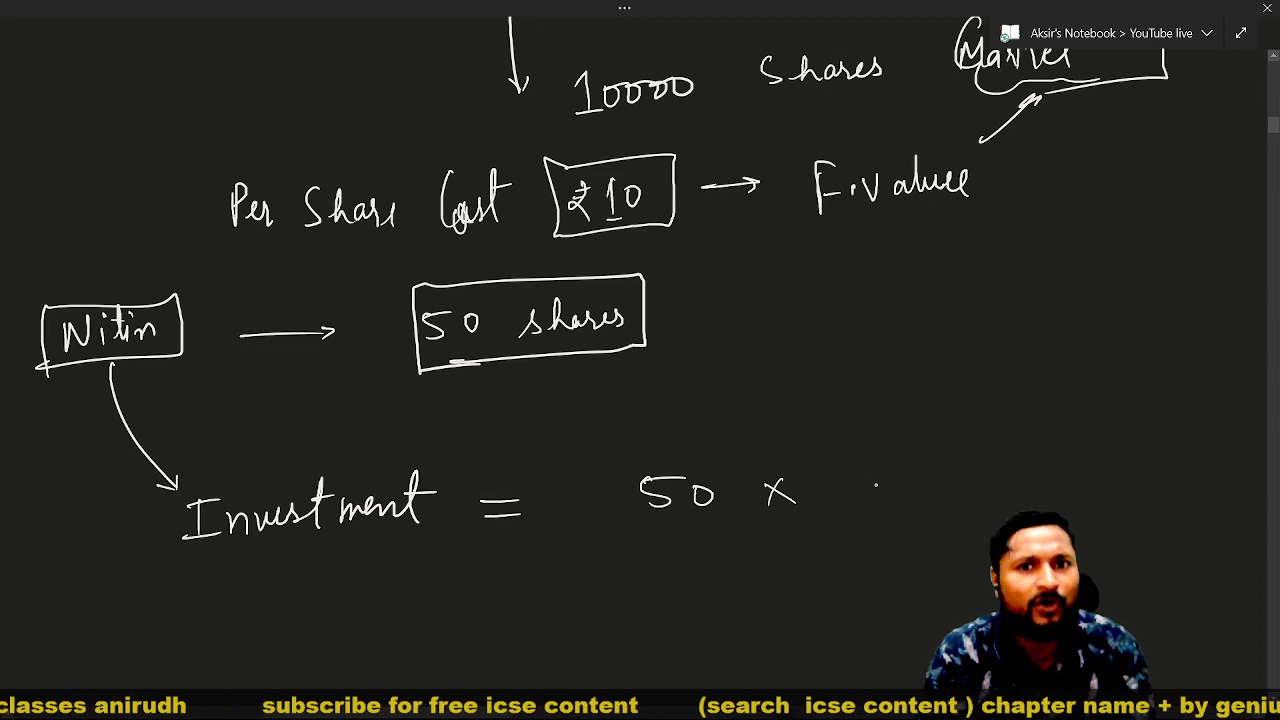 Aksir's Notebook > YouTube live
10000 shares Market
Per Share Cost ₹10 → F.Value
Nitin → 50 shares
Investment = 50 ×
classes anirudh subscribe for free icse content (search icse content ) chapter name + by geniu